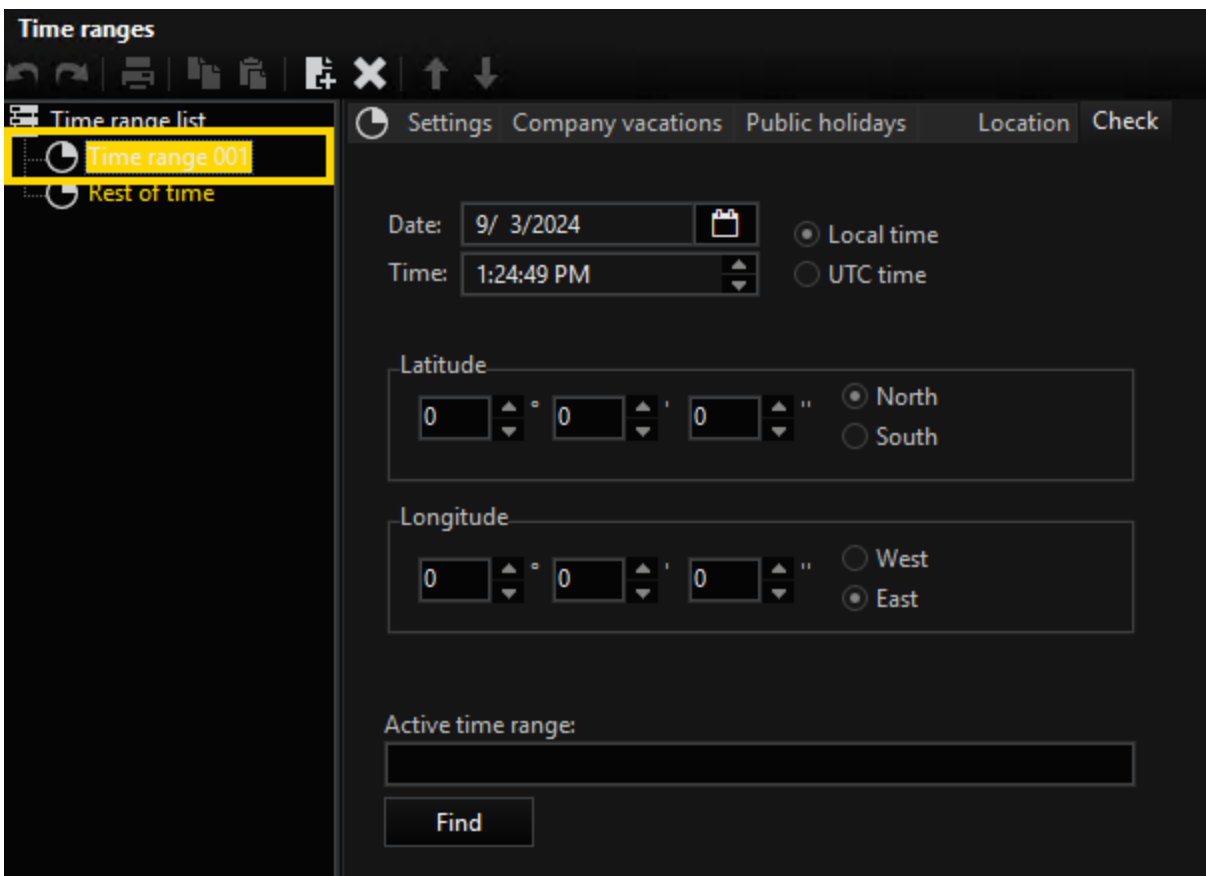 Time ranges
Time range list
Time range 001
Rest of time
Settings Company vacations Public holidays Location Check
Date: 9/ 3/2024
Local time
Time: 1:24:49 PM
UTC time
Latitude
0 ° 0 ' 0 "
North
South
Longitude
0 ° 0 ' 0 "
West
East
Active time range:
Find